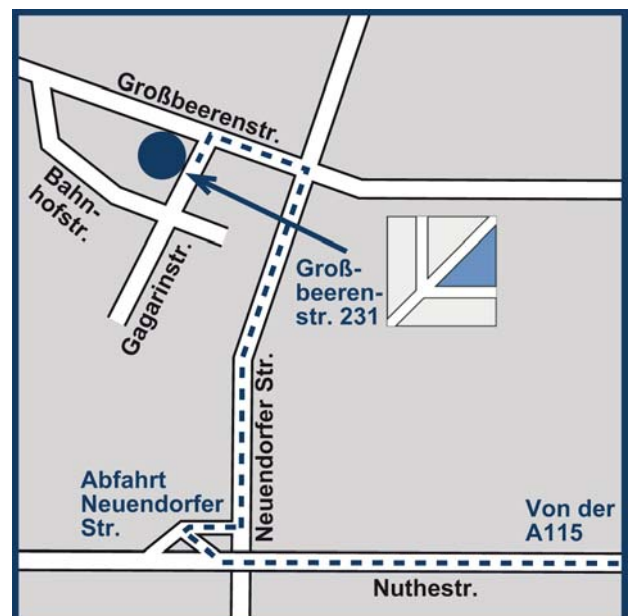 Großbeerenstr.
Bahn-
hofstr.
Gagarinstr.
Groß-
beeren-
str. 231
Neuendorfer Str.
Abfahrt
Neuendorfer
Str.
Von der
A115
Nuthestr.